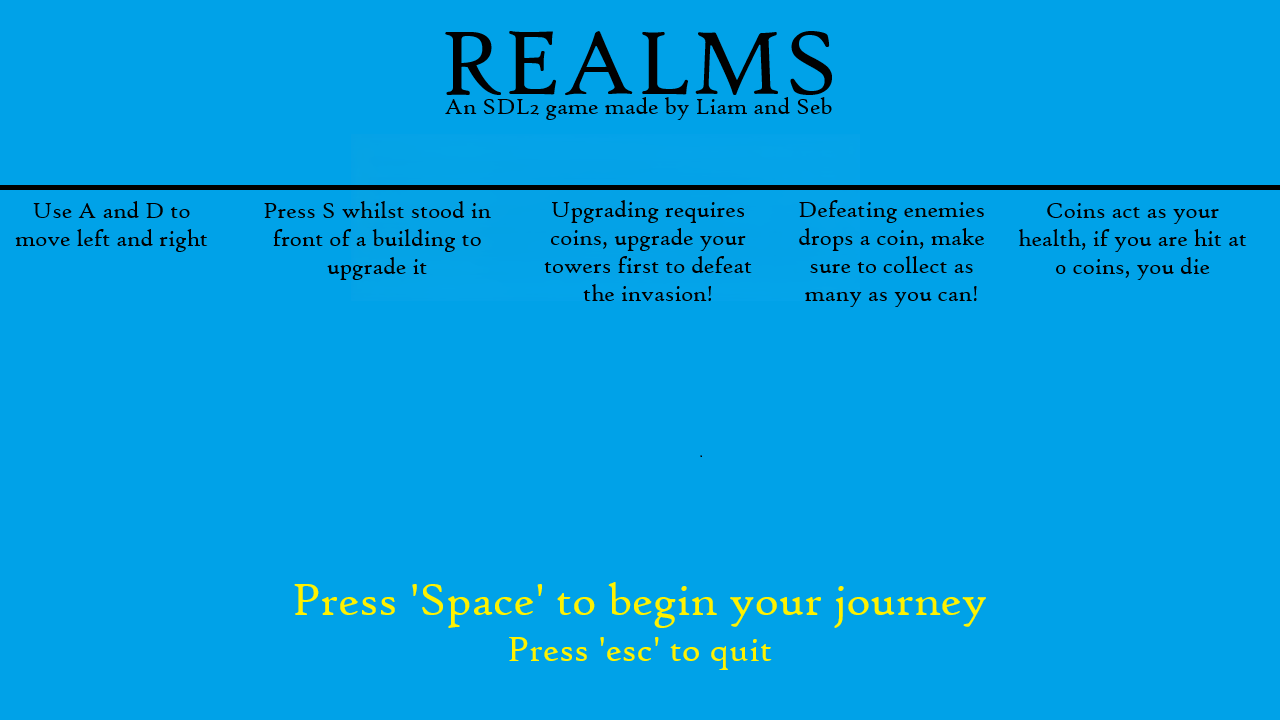 REALMS
An SDL2 game made by Liam and Seb
Use A and D to
move left and right
Press S whilst stood in
front of a building to
upgrade it
Upgrading requires
coins, upgrade your
towers first to defeat
the invasion!
Defeating enemies
drops a coin, make
sure to collect as
many as you can!
Coins act as your
health, if you are hit at
0 coins, you die
Press 'Space' to begin your journey
Press 'esc' to quit